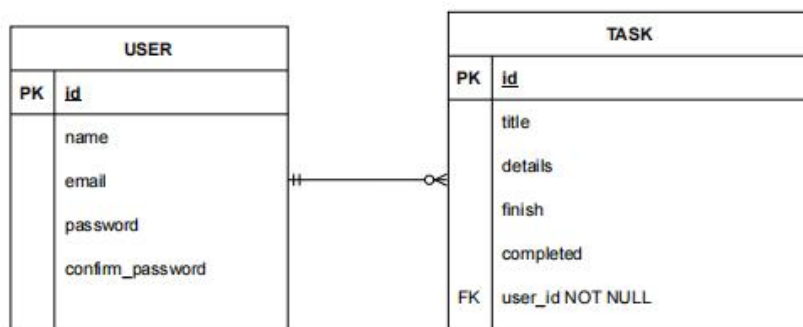 USER
PK id
name
email
password
confirm_password
TASK
PK id
title
details
finish
completed
FK user_id NOT NULL